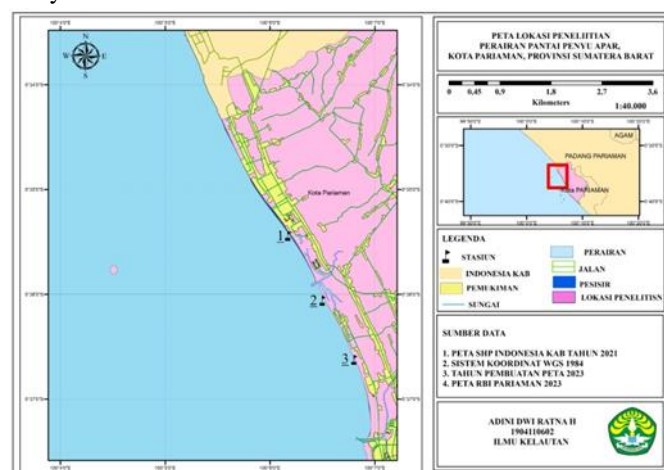 PETA LOKASI PENELITIAN
PERAIRAN PANTAI PENYU APAR,
KOTA PARIAMAN, PROVINSI SUMATERA BARAT
0 0,45 0,9 1,8 2,7 3,6
Kilometers 1:40.000
N
W E
S
Kota Pariaman
1
2
3
AGAM
PADANG PARIAMAN
Kota PARIAMAN
LEGENDA
STASIUN
INDONESIA KAB
PEMUKIMAN
SUNGAI
PERAIRAN
JALAN
PESISIR
LOKASI PENELITISN
SUMBER DATA
1. PETA SHP INDONESIA KAB TAHUN 2021
2. SISTEM KOORDINAT WGS 1984
3. TAHUN PEMBUATAN PETA 2023
4. PETA RBI PARIAMAN 2023
ADINI DWI RATNA H
1904110602
ILMU KELAUTAN